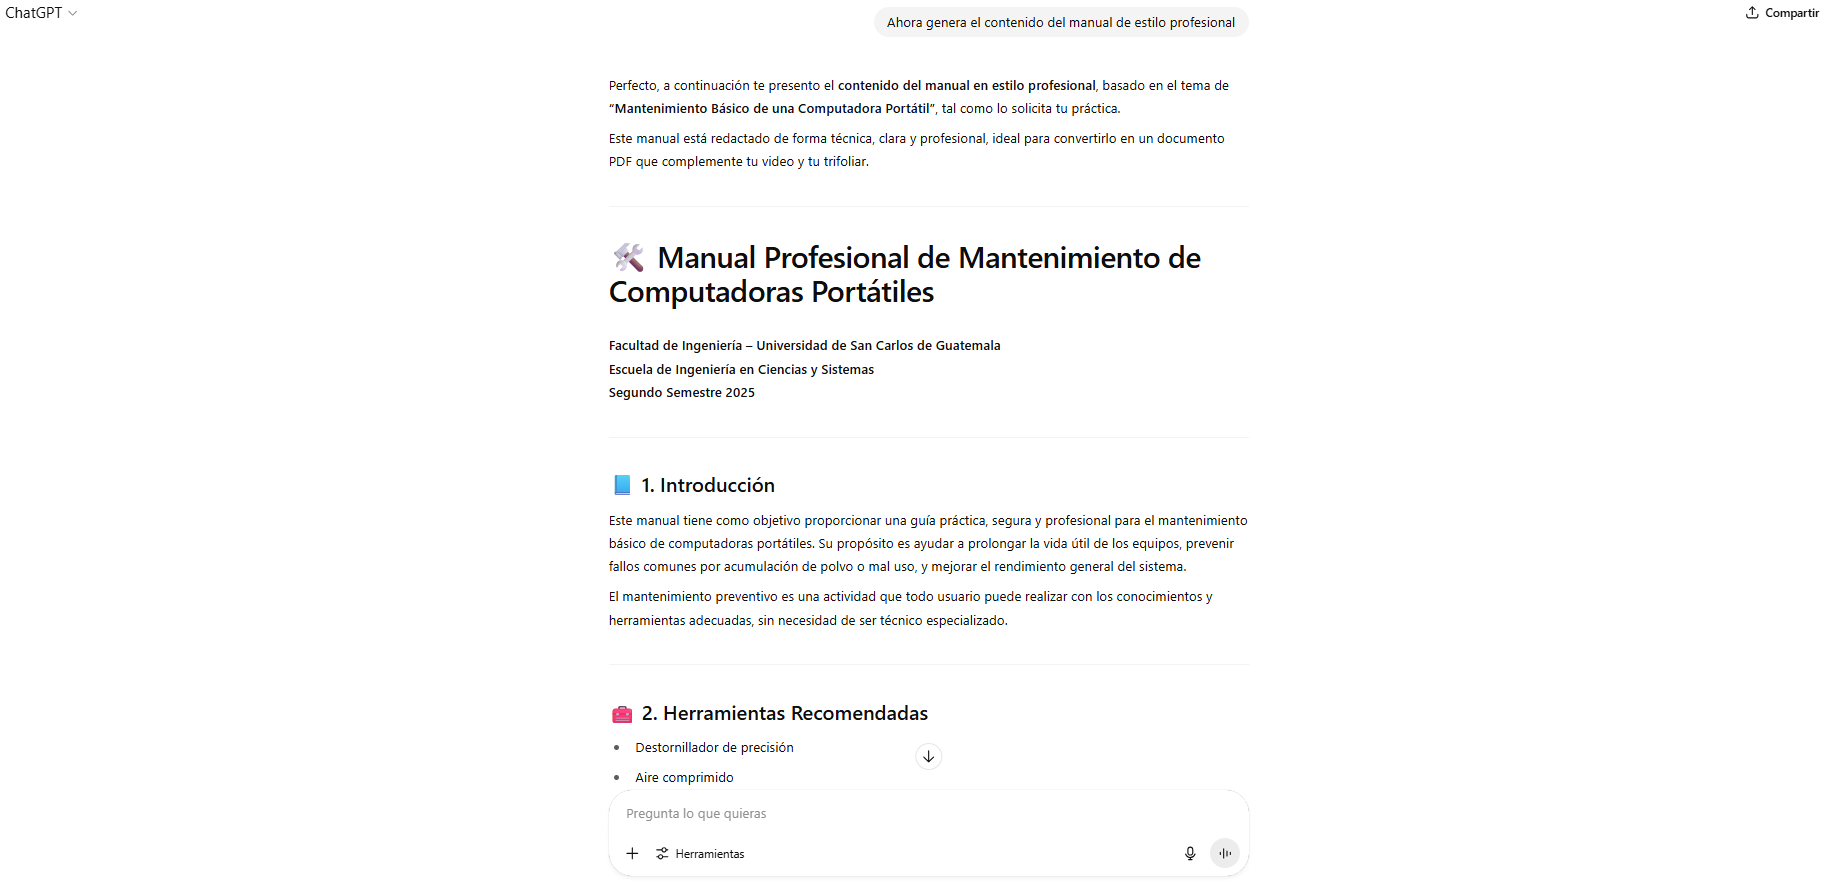 ChatGPT
Compartir
Ahora genera el contenido del manual de estilo profesional
Perfecto, a continuación te presento el contenido del manual en estilo profesional, basado en el tema de
“Mantenimiento Básico de una Computadora Portátil”, tal como lo solicita tu práctica.
Este manual está redactado de forma técnica, clara y profesional, ideal para convertirlo en un documento
PDF que complemente tu video y tu trifoliar.
Manual Profesional de Mantenimiento de
Computadoras Portátiles
Facultad de Ingeniería – Universidad de San Carlos de Guatemala
Escuela de Ingeniería en Ciencias y Sistemas
Segundo Semestre 2025
1. Introducción
Este manual tiene como objetivo proporcionar una guía práctica, segura y profesional para el mantenimiento
básico de computadoras portátiles. Su propósito es ayudar a prolongar la vida útil de los equipos, prevenir
fallos comunes por acumulación de polvo o mal uso, y mejorar el rendimiento general del sistema.
El mantenimiento preventivo es una actividad que todo usuario puede realizar con los conocimientos y
herramientas adecuadas, sin necesidad de ser técnico especializado.
2. Herramientas Recomendadas
• Destornillador de precisión
• Aire comprimido
Pregunta lo que quieras
Herramientas